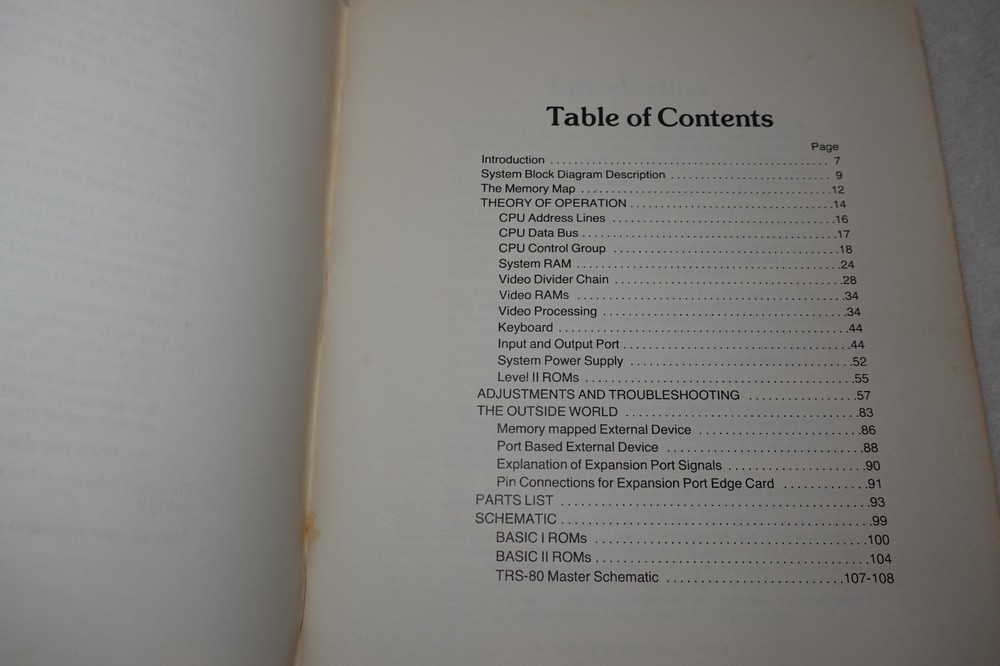 Table of Contents
Page
Introduction ........................................ 7
System Block Diagram Description ........................ 9
The Memory Map ......................................12
THEORY OF OPERATION ..............................14
CPU Address Lines ..................................16
CPU Data Bus ......................................17
CPU Control Group ..................................18
System RAM ........................................24
Video Divider Chain ..................................28
Video RAMs ........................................34
Video Processing ....................................34
Keyboard ..........................................44
Input and Output Port ..................................44
System Power Supply ................................52
Level II ROMs ........................................55
ADJUSTMENTS AND TROUBLESHOOTING ................57
THE OUTSIDE WORLD ..................................83
Memory mapped External Device ........................86
Port Based External Device ............................88
Explanation of Expansion Port Signals ....................90
Pin Connections for Expansion Port Edge Card ............91
PARTS LIST ............................................93
SCHEMATIC ............................................99
BASIC I ROMs ........................................100
BASIC II ROMs ........................................104
TRS-80 Master Schematic ..........................107-108